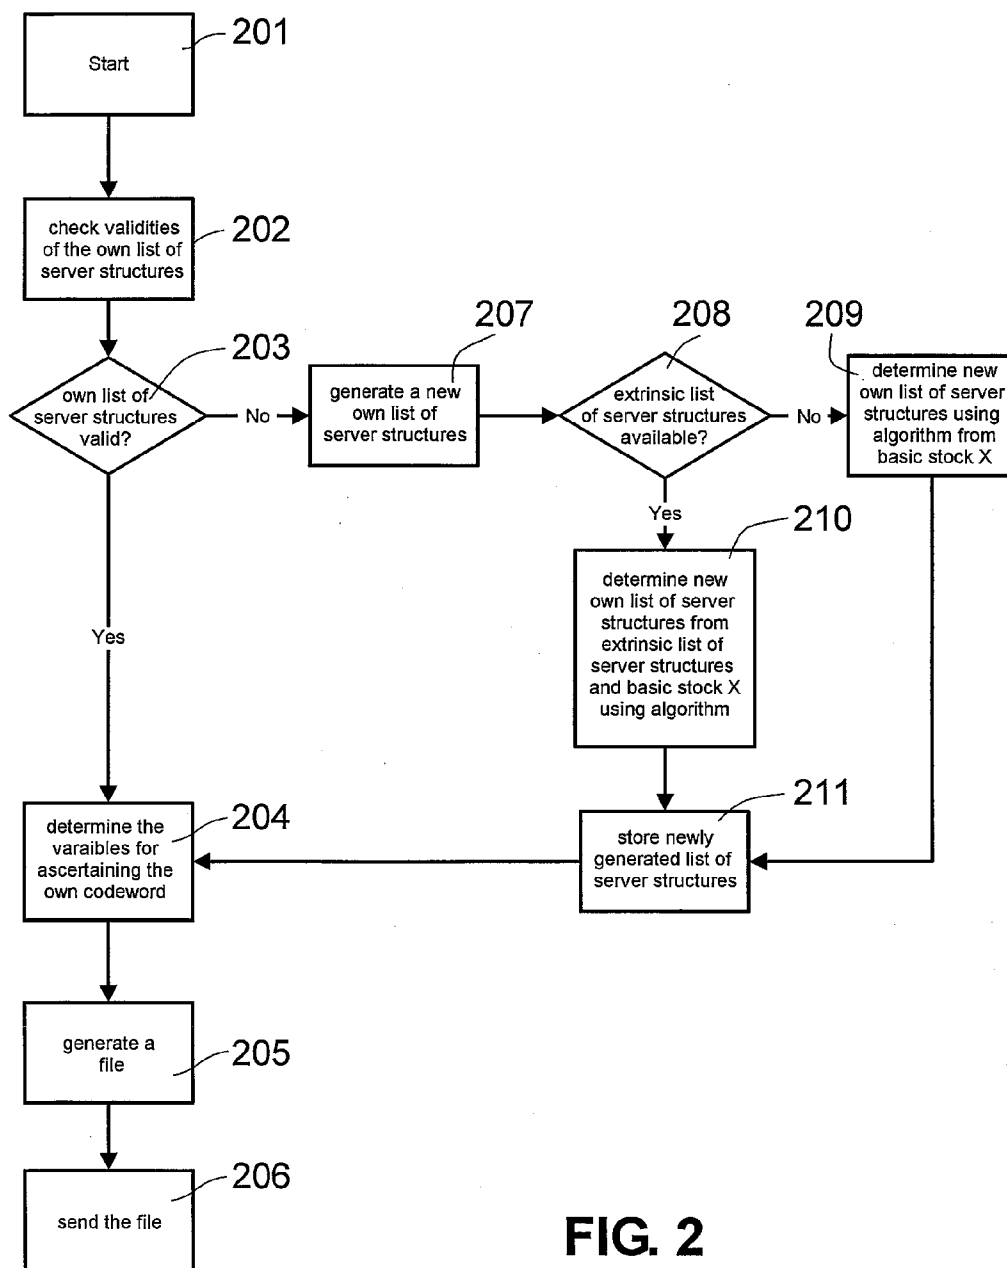 201
Start
check validities
of the own list of
server structures
202
203
own list of
server structures
valid?
No
207
generate a new
own list of
server structures
208
extrinsic list
of server structures
available?
No
209
determine new
own list of server
structures using
algorithm from
basic stock X
Yes
210
determine new
own list of server
structures from
extrinsic list of
server structures
and basic stock X
using algorithm
Yes
211
store newly
generated list of
server structures
204
determine the
varaibles for
ascertaining the
own codeword
generate a
file
205
206
send the file
FIG. 2